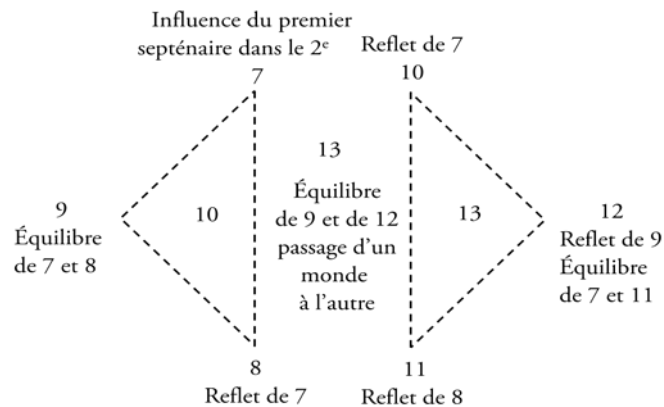 Influence du premier
septénaire dans le 2e
7
Reflet de 7
10
13
Équilibre
de 9 et de 12
passage d'un
monde
à l'autre
9
Équilibre
de 7 et 8
10
13
12
Reflet de 9
Équilibre
de 7 et 11
8
Reflet de 7
11
Reflet de 8